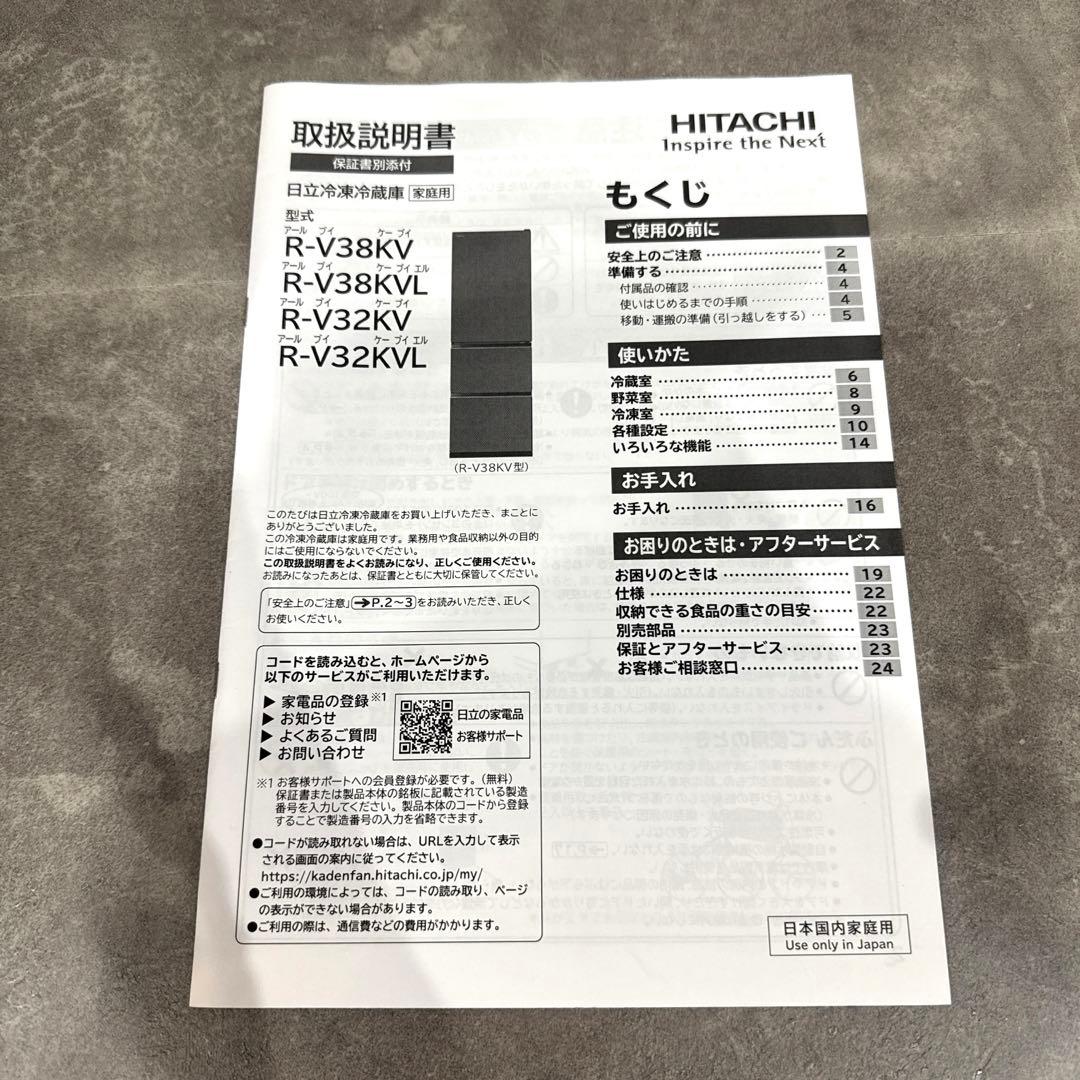 取扱説明書
保証書別添付
日立冷凍冷蔵庫 家庭用
型式
アール ブイ ケー ブイ
R-V38KV
アール ブイ ケー ブイ エル
R-V38KVL
アール ブイ ケー ブイ
R-V32KV
アール ブイ ケー ブイ エル
R-V32KVL
(R-V38KV型)
このたびは日立冷凍冷蔵庫をお買い上げいただき、まことに
ありがとうございました。
この冷凍冷蔵庫は家庭用です。業務用や食品収納以外の目的
にはご使用にならないでください。
この取扱説明書をよくお読みになり、正しくご使用ください。
お読みになったあとは、保証書とともに大切に保管してください。
「安全上のご注意」(➔P.2~3)をお読みいただき、正しく
お使いください。
コードを読み込むと、ホームページから
以下のサービスがご利用いただけます。
▶ 家電品の登録※1
▶ お知らせ
▶ よくあるご質問
▶ お問い合わせ
日立の家電品
お客様サポート
※1 お客様サポートへの会員登録が必要です。(無料)
保証書または製品本体の銘板に記載されている製造
番号を入力してください。製品本体のコードから登録
することで製造番号の入力を省略できます。
●コードが読み取れない場合は、URLを入力して表示
される画面の案内に従ってください。
https://kadenfan.hitachi.co.jp/my/
●ご利用の環境によっては、コードの読み取り、ページ
の表示ができない場合があります。
●ご利用の際は、通信費などの費用がかかります。
HITACHI
Inspire the Next
もくじ
ご使用の前に
安全上のご注意 2
準備する 4
付属品の確認 4
使いはじめるまでの手順 4
移動・運搬の準備(引っ越しをする) 5
使いかた
冷蔵室 6
野菜室 8
冷凍室 9
各種設定 10
いろいろな機能 14
お手入れ
お手入れ 16
お困りのときは・アフターサービス
お困りのときは 19
仕様 22
収納できる食品の重さの目安 22
別売部品 23
保証とアフターサービス 23
お客様ご相談窓口 24
日本国内家庭用
Use only in Japan